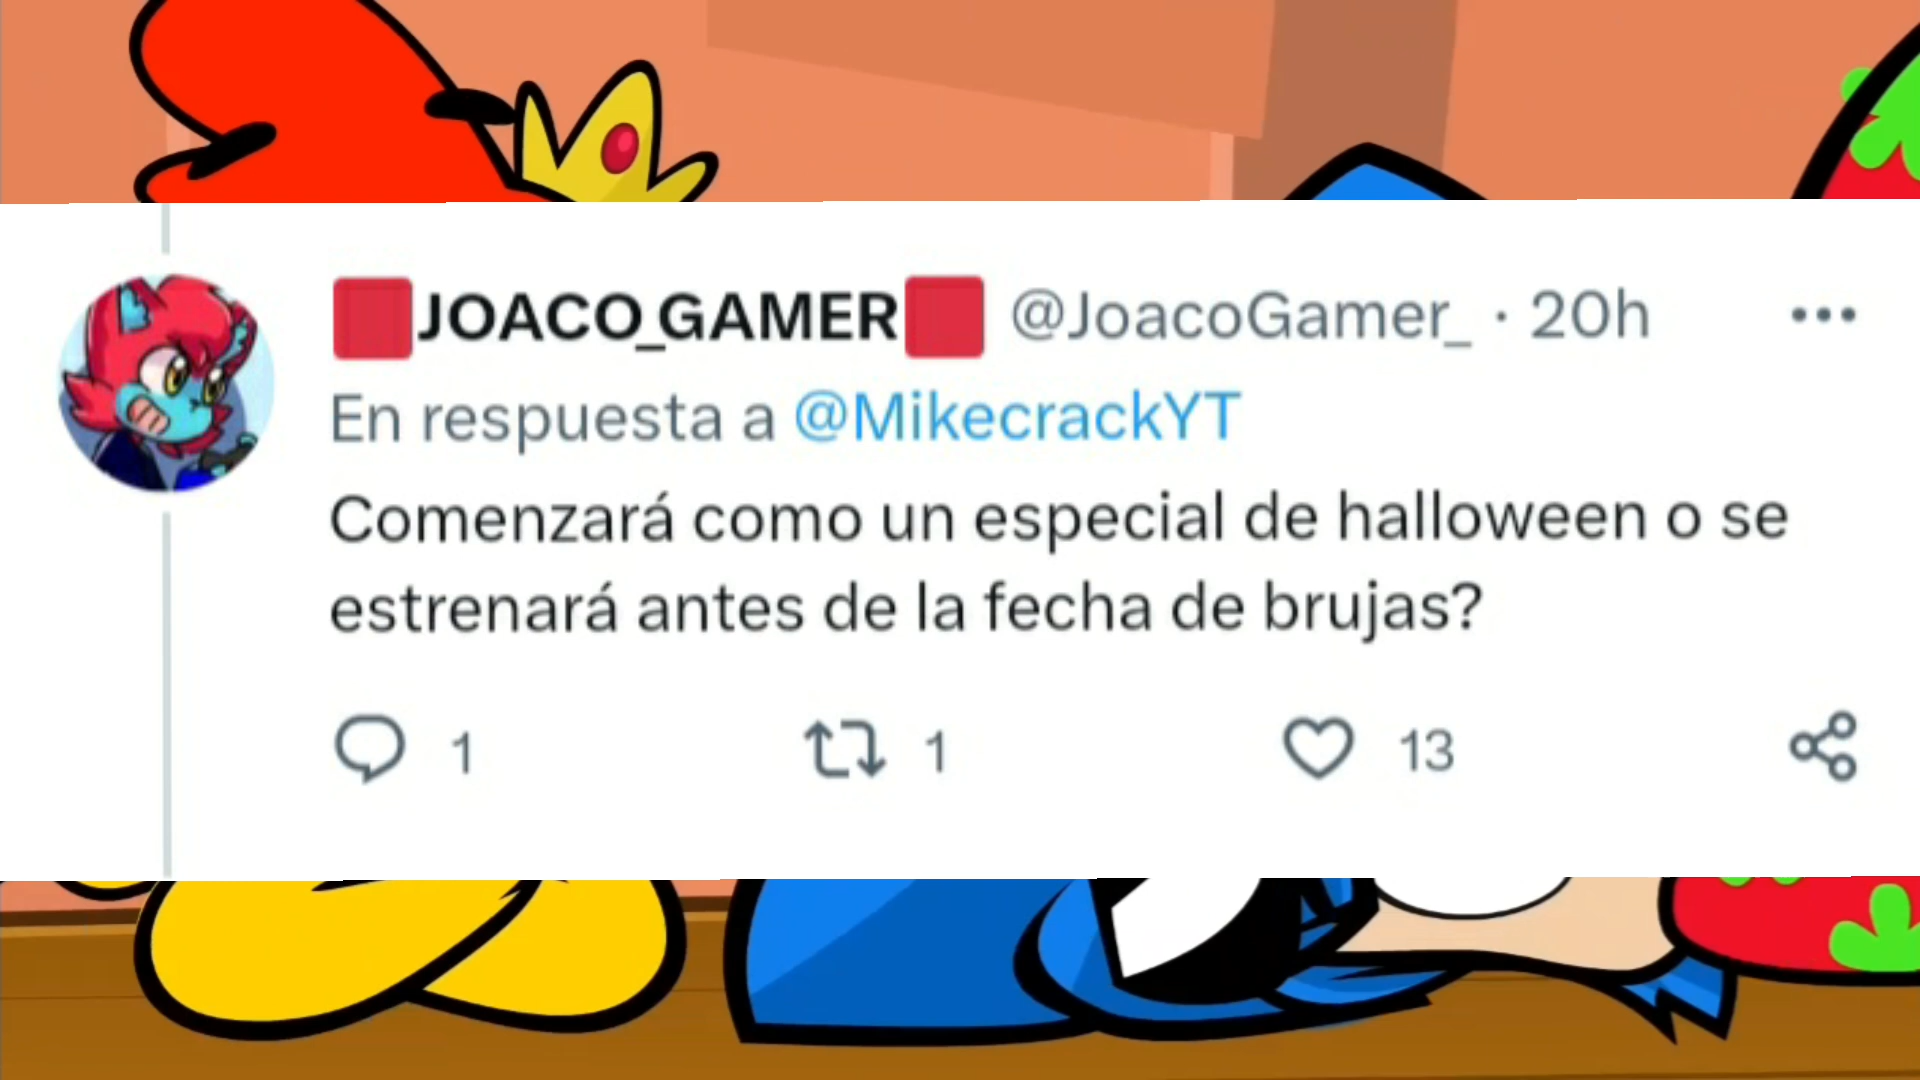 🟥JOACO_GAMER🟥 @JoacoGamer_ · 20h
En respuesta a @MikecrackYT
Comenzará como un especial de halloween o se
estrenará antes de la fecha de brujas?
1 1 13